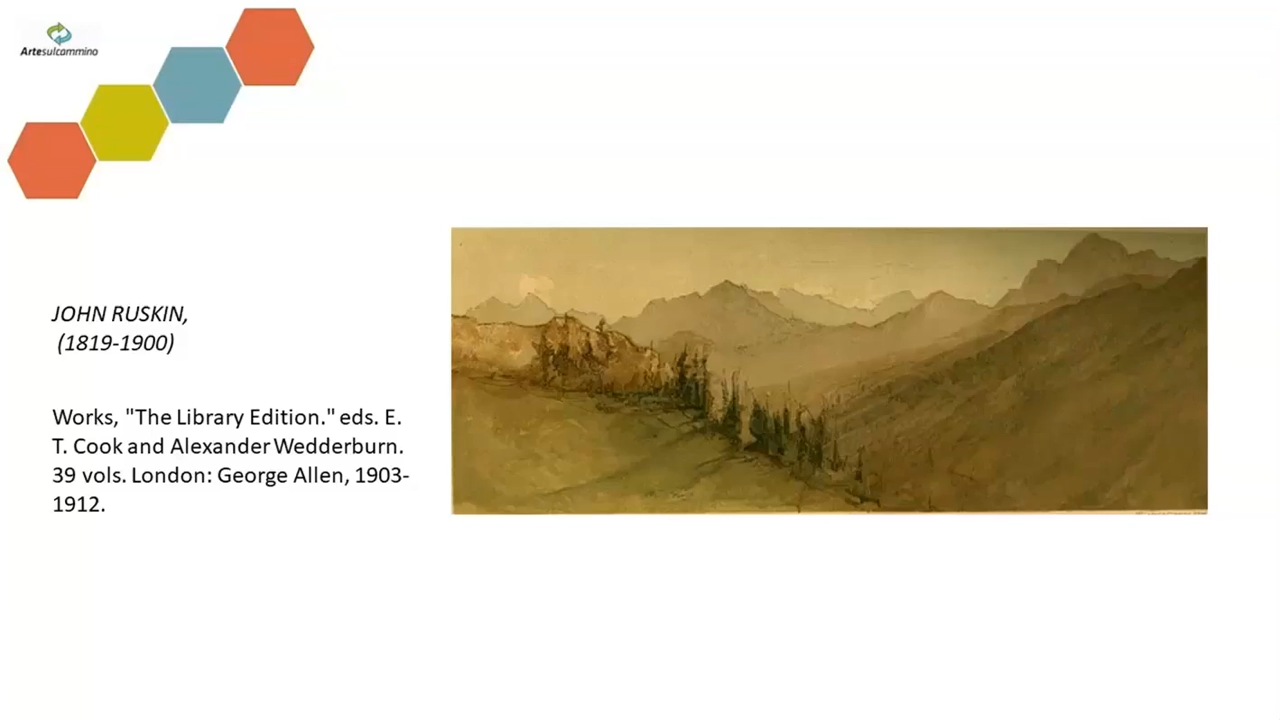 Artesulcammino
JOHN RUSKIN,
(1819-1900)
Works, "The Library Edition." eds. E.
T. Cook and Alexander Wedderburn.
39 vols. London: George Allen, 1903-
1912.